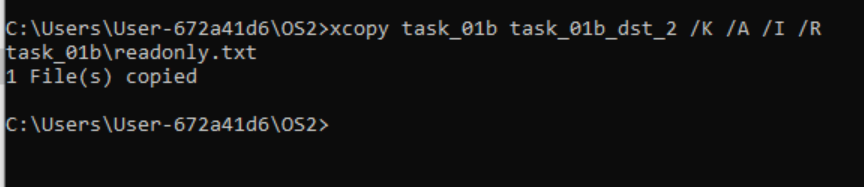 C:\Users\User-672a41d6\OS2>xcopy task_01b task_01b_dst_2 /K /A /I /R
task_01b\readonly.txt
1 File(s) copied
C:\Users\User-672a41d6\OS2>